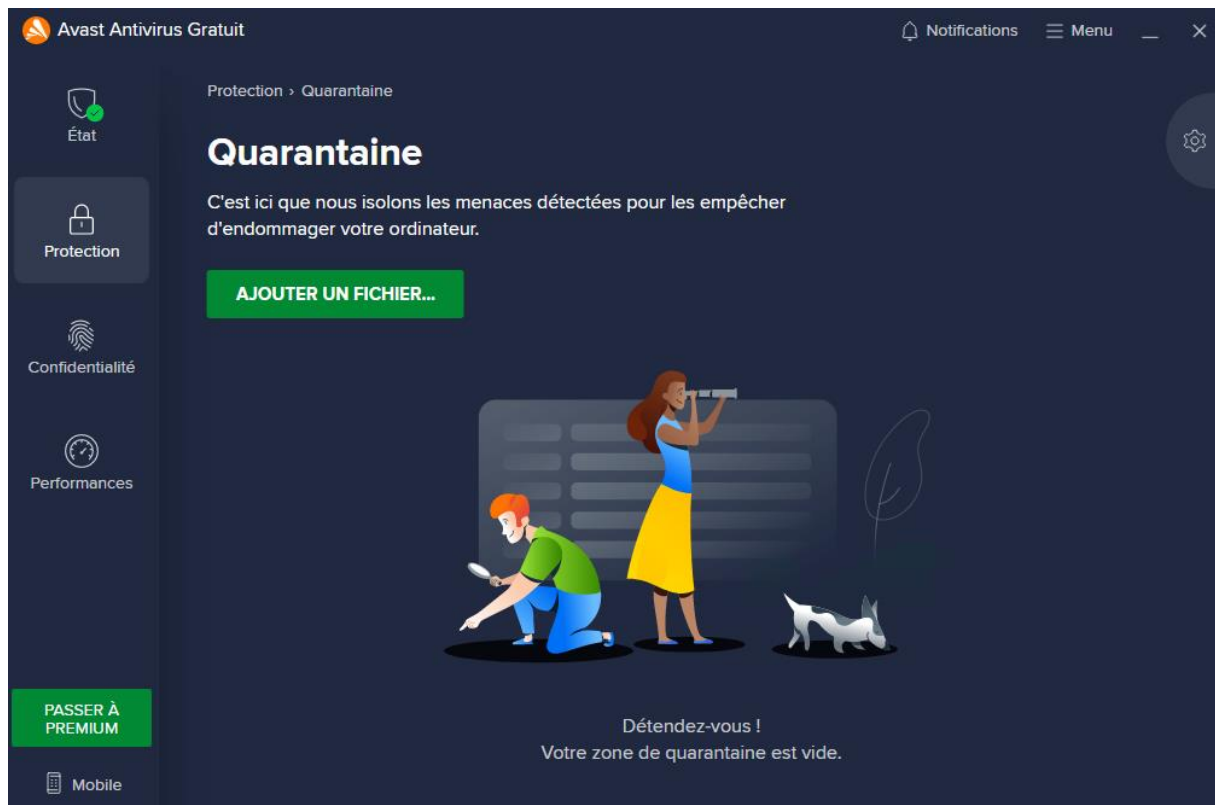 Avast Antivirus Gratuit
Notifications
Menu
État
Protection
Confidentialité
Performances
PASSER À
PREMIUM
Mobile
Protection › Quarantaine
Quarantaine
C'est ici que nous isolons les menaces détectées pour les empêcher
d'endommager votre ordinateur.
AJOUTER UN FICHIER...
Détendez-vous !
Votre zone de quarantaine est vide.